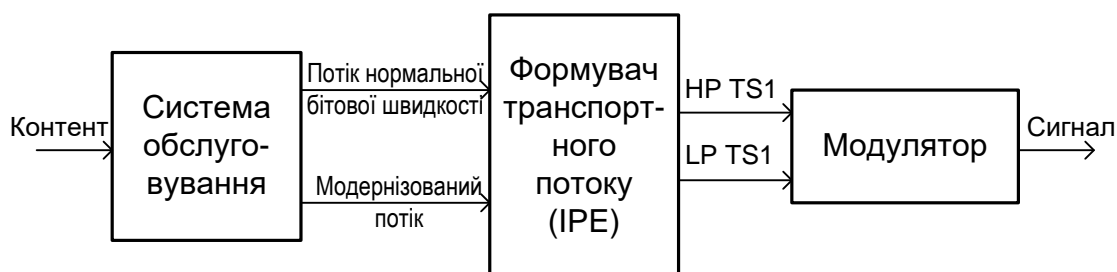 Контент
Система
обслуго-
вування
Потік нормальної
бітової швидкості
Модернізований
потік
Формувач
транспорт-
ного
потоку
(IPE)
HP TS1
LP TS1
Модулятор
Сигнал